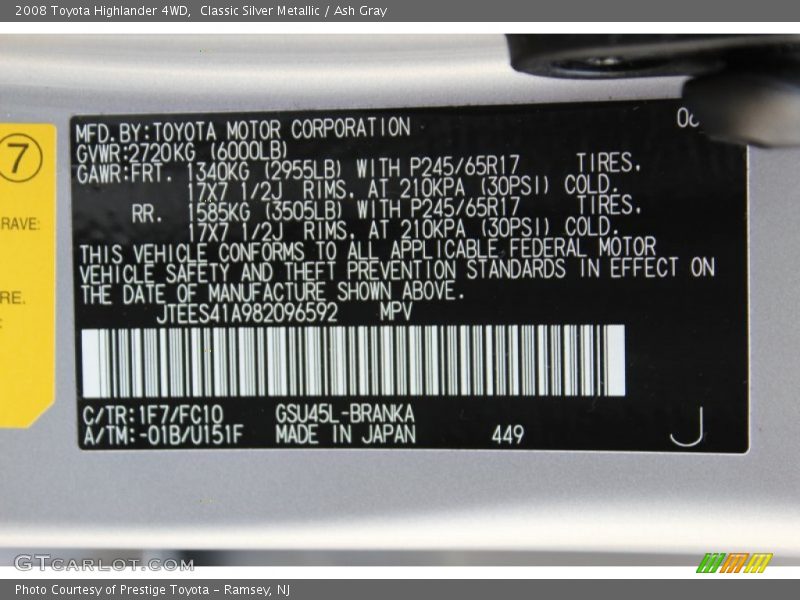 2008 Toyota Highlander 4WD,  Classic Silver Metallic / Ash Gray
MFD. BY: TOYOTA MOTOR CORPORATION
GVWR: 2720KG (6000LB)
GAWR: FRT. 1340KG (2955LB) WITH P245/65R17 TIRES.
17X7 1/2J RIMS. AT 210KPA (30PSI) COLD.
RR. 1585KG (3505LB) WITH P245/65R17 TIRES.
17X7 1/2J RIMS. AT 210KPA (30PSI) COLD.
THIS VEHICLE CONFORMS TO ALL APPLICABLE FEDERAL MOTOR
VEHICLE SAFETY AND THEFT PREVENTION STANDARDS IN EFFECT ON
THE DATE OF MANUFACTURE SHOWN ABOVE.
JTEES41A982096592 MPV
C/TR: 1F7/FC10 GSU45L-BRANKA
A/TM: -01B/U151F MADE IN JAPAN 449 J
7
RAVE:
RE.
GTCARLOT.COM
Photo Courtesy of Prestige Toyota - Ramsey, NJ